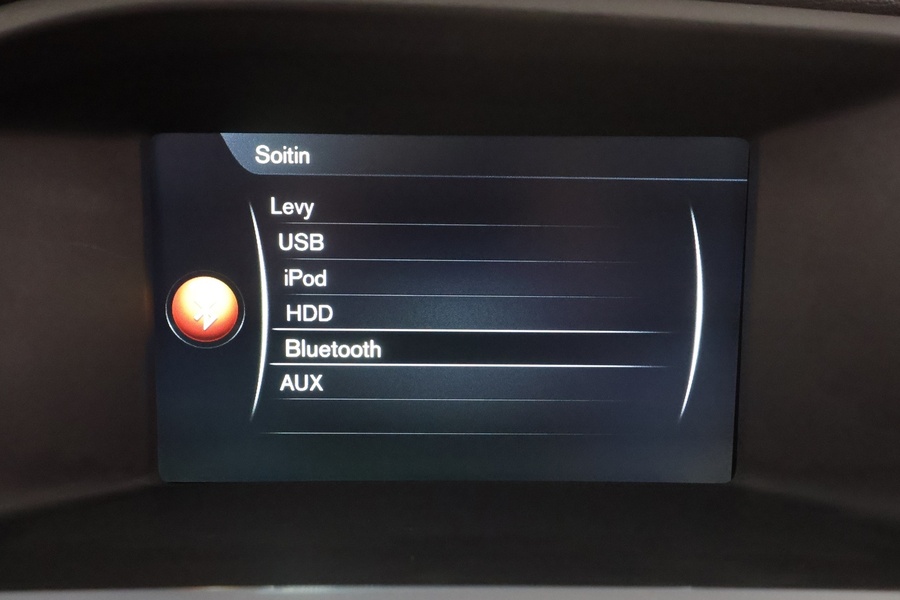 Soitin
Levy
USB
iPod
HDD
Bluetooth
AUX